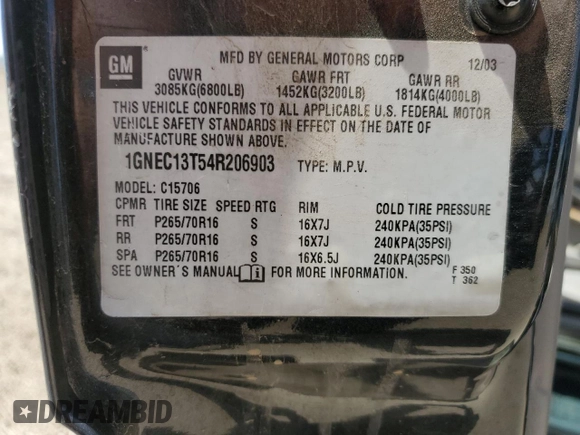 GM
MFD BY GENERAL MOTORS CORP 12/03
GVWR GAWR FRT GAWR RR
3085KG(6800LB) 1452KG(3200LB) 1814KG(4000LB)
THIS VEHICLE CONFORMS TO ALL APPLICABLE U.S. FEDERAL MOTOR
VEHICLE SAFETY STANDARDS IN EFFECT ON THE DATE OF
MANUFACTURE SHOWN ABOVE.
1GNEC13T54R206903 TYPE: M.P.V.
MODEL: C15706
CPMR TIRE SIZE SPEED RTG RIM COLD TIRE PRESSURE
FRT P265/70R16 S 16X7J 240KPA(35PSI)
RR P265/70R16 S 16X7J 240KPA(35PSI)
SPA P265/70R16 S 16X6.5J 240KPA(35PSI)
SEE OWNER'S MANUAL FOR MORE INFORMATION. F 350
T 362
DREAMBID